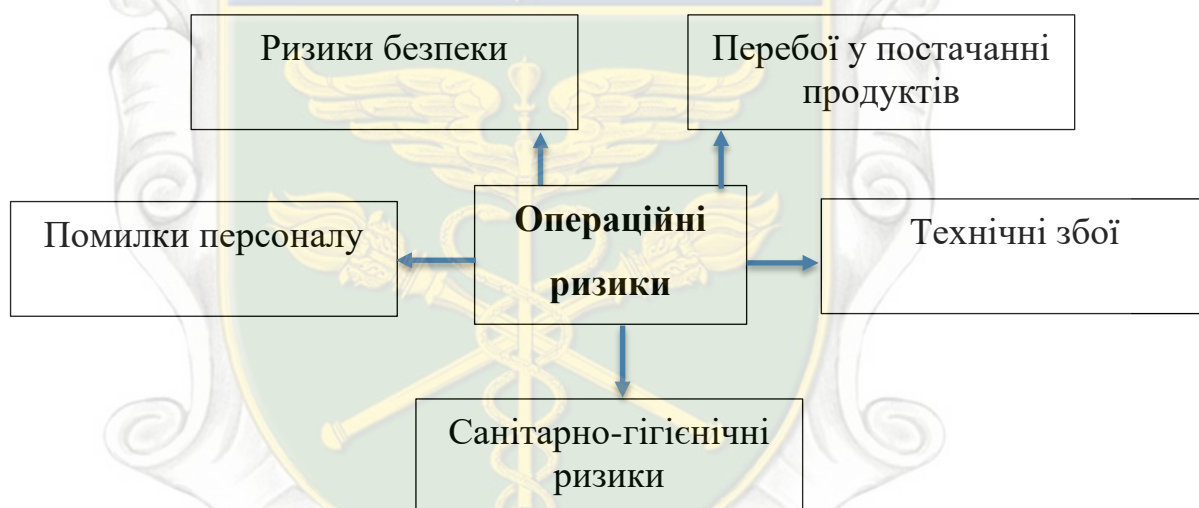 Ризики безпеки
Перебої у постачанні
продуктів
Помилки персоналу
Операційні
ризики
Технічні збої
Санітарно-гігієнічні
ризики